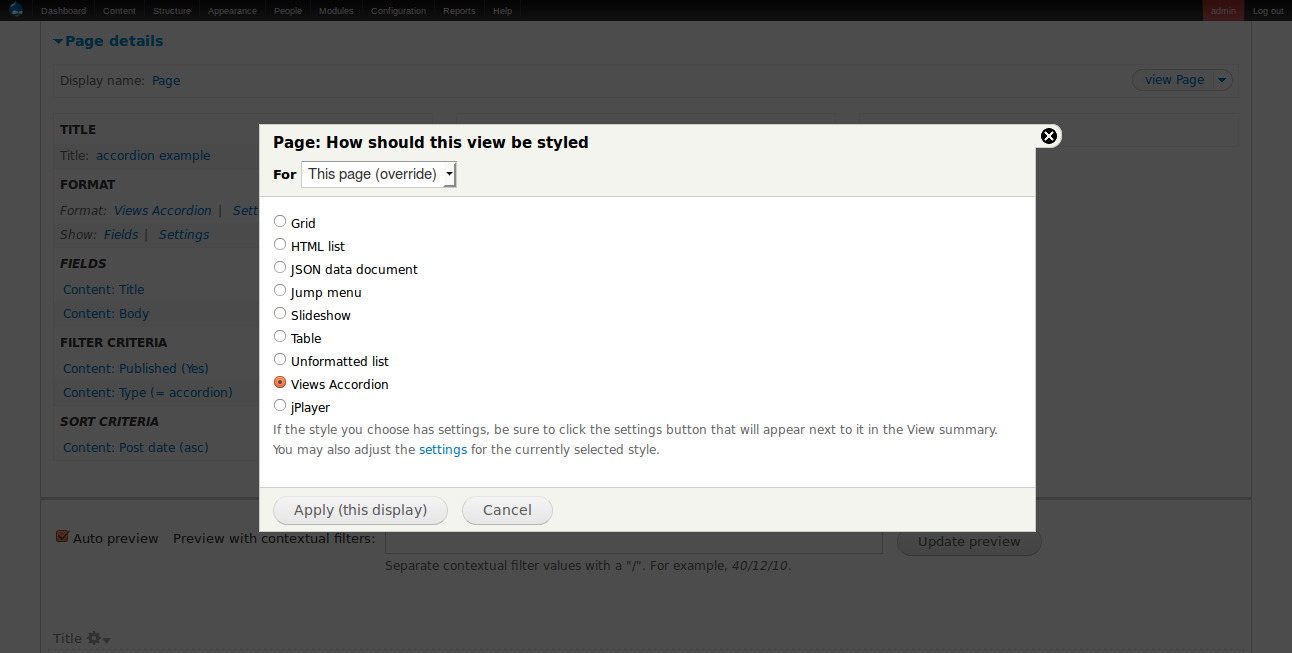 Dashboard Content Structure Appearance People Modules Configuration Reports Help admin Log out
Page details
Display name: Page view Page
TITLE
Title: accordion example
FORMAT
Format: Views Accordion | Sett
Show: Fields | Settings
FIELDS
Content: Title
Content: Body
FILTER CRITERIA
Content: Published (Yes)
Content: Type (= accordion)
SORT CRITERIA
Content: Post date (asc)
Page: How should this view be styled
For This page (override)
Grid
HTML list
JSON data document
Jump menu
Slideshow
Table
Unformatted list
Views Accordion
jPlayer
If the style you choose has settings, be sure to click the settings button that will appear next to it in the View summary.
You may also adjust the settings for the currently selected style.
Apply (this display) Cancel
Auto preview Preview with contextual filters: Update preview
Separate contextual filter values with a "/". For example, 40/12/10.
Title